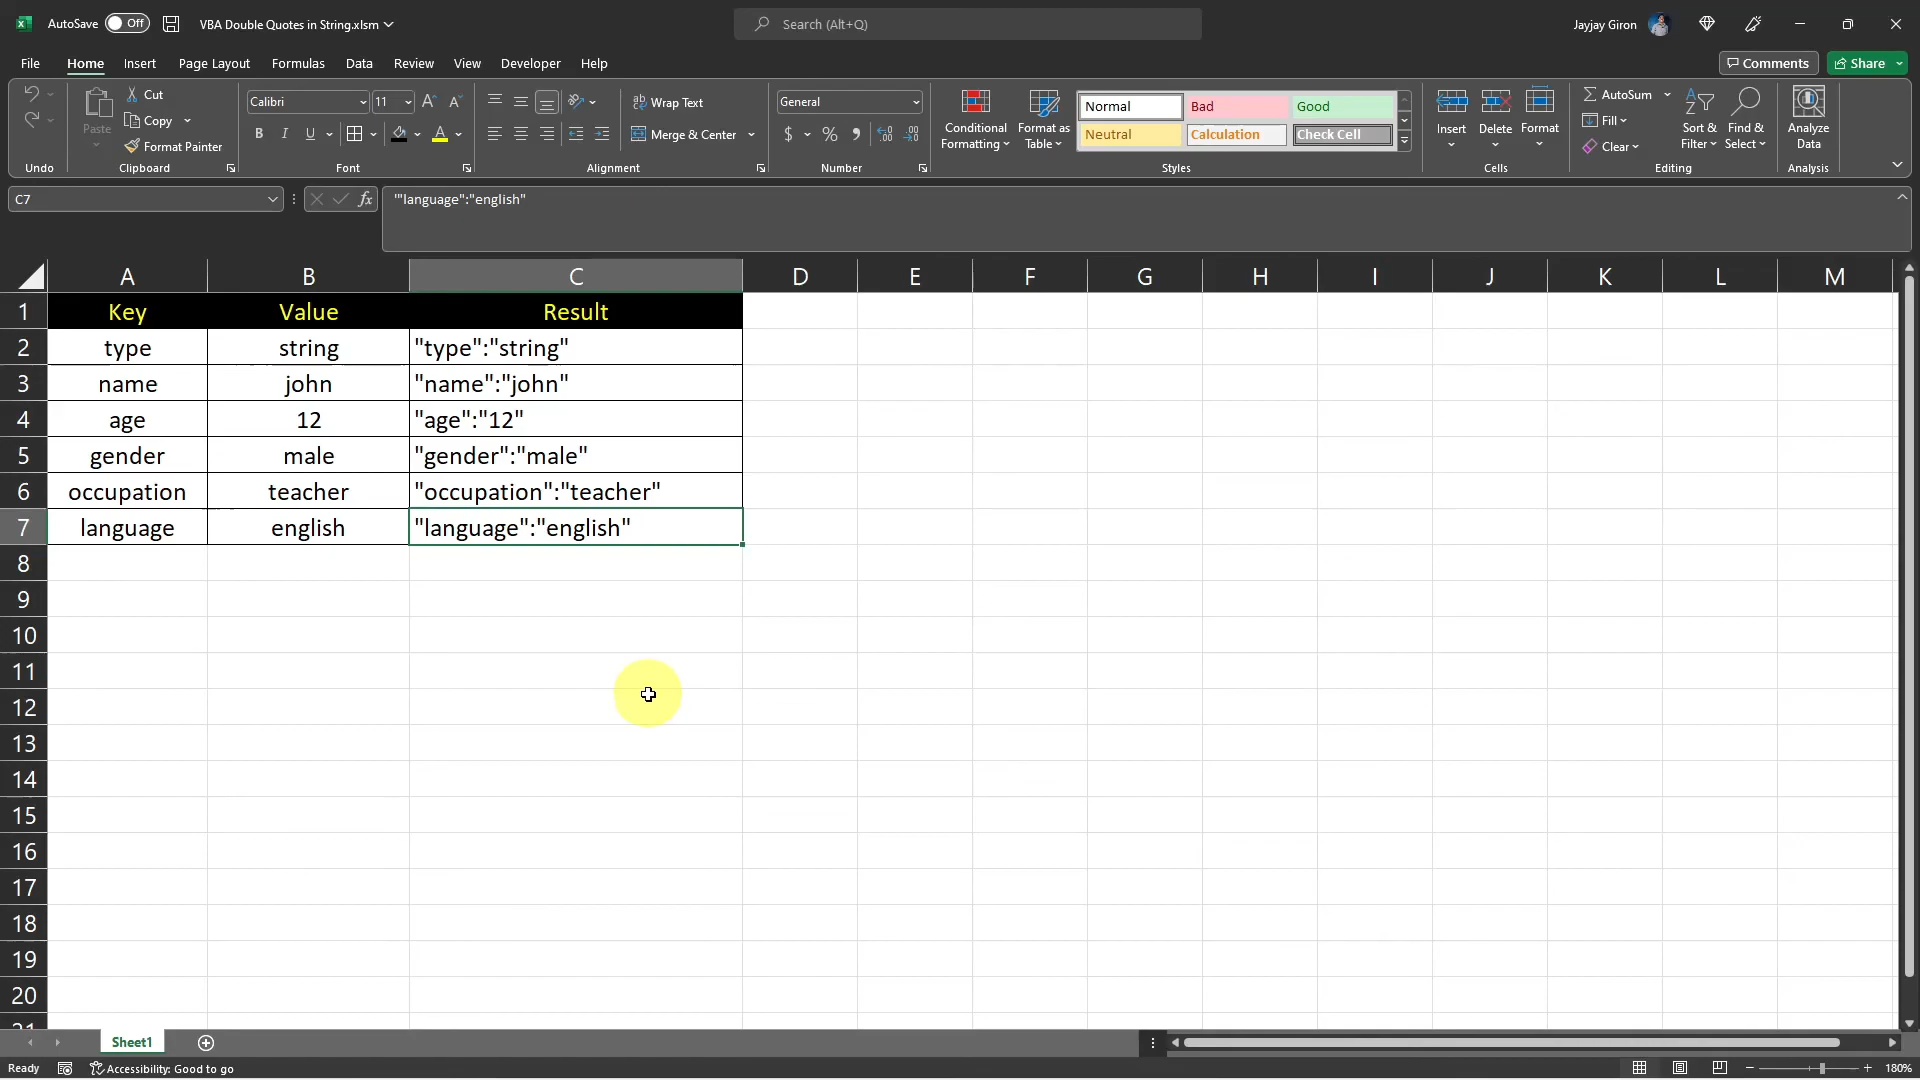 AutoSave Off VBA Double Quotes in String.xlsm Search (Alt+Q) Jayjay Giron
File Home Insert Page Layout Formulas Data Review View Developer Help Comments Share
Paste Cut Copy Format Painter
Calibri 11
B I U
Wrap Text
Merge & Center
General
$ % ,
Conditional Formatting
Format as Table
Normal Bad Good
Neutral Calculation Check Cell
Insert Delete Format
AutoSum
Fill
Clear
Sort & Filter
Find & Select
Analyze Data
Undo Clipboard Font Alignment Number Styles Cells Editing Analysis
C7 fx '"language":"english"
A B C D E F G H I J K L M
1 Key Value Result
2 type string "type":"string"
3 name john "name":"john"
4 age 12 "age":"12"
5 gender male "gender":"male"
6 occupation teacher "occupation":"teacher"
7 language english "language":"english"
8
9
10
11
12
13
14
15
16
17
18
19
20
21
Sheet1
Ready Accessibility: Good to go 180%